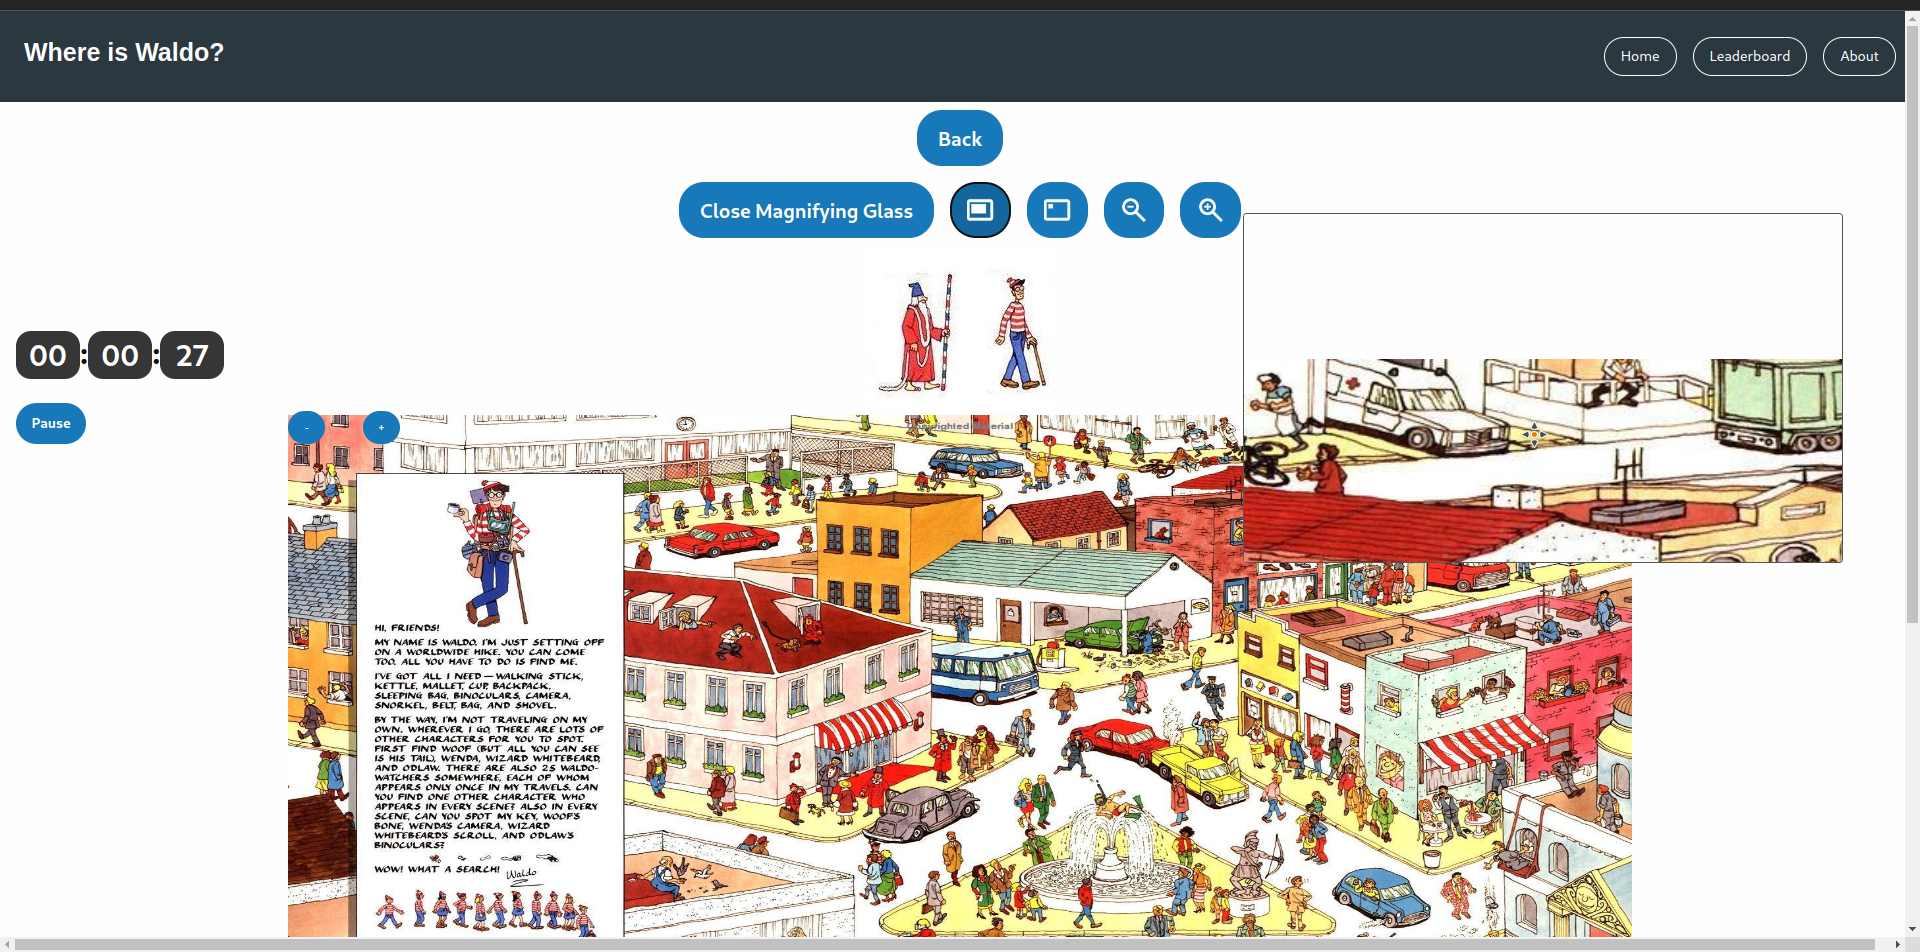 Where is Waldo?
Home
Leaderboard
About
Back
Close Magnifying Glass
00:00:27
Pause
-
+
Copyrighted Material
HI, FRIENDS!
MY NAME IS WALDO. I'M JUST SETTING OFF
ON A WORLDWIDE HIKE. YOU CAN COME
TOO. ALL YOU HAVE TO DO IS FIND ME.
I'VE GOT ALL I NEED — WALKING STICK,
KETTLE, MALLET, CUP, BACKPACK,
SLEEPING BAG, BINOCULARS, CAMERA,
SNORKEL, BELT, BAG, AND SHOVEL.
BY THE WAY, I'M NOT TRAVELING ON MY
OWN. WHEREVER I GO, THERE ARE LOTS OF
OTHER CHARACTERS FOR YOU TO SPOT.
FIRST FIND WOOF (BUT ALL YOU CAN SEE
IS HIS TAIL), WENDA, WIZARD WHITEBEARD,
AND ODLAW. THERE ARE ALSO 25 WALDO-
WATCHERS SOMEWHERE, EACH OF WHOM
APPEARS ONLY ONCE IN MY TRAVELS. CAN
YOU FIND ONE OTHER CHARACTER WHO
APPEARS IN EVERY SCENE? ALSO IN EVERY
SCENE, CAN YOU SPOT MY KEY, WOOF'S
BONE, WENDA'S CAMERA, WIZARD
WHITEBEARD'S SCROLL, AND ODLAW'S
BINOCULARS?
WOW! WHAT A SEARCH!
Waldo